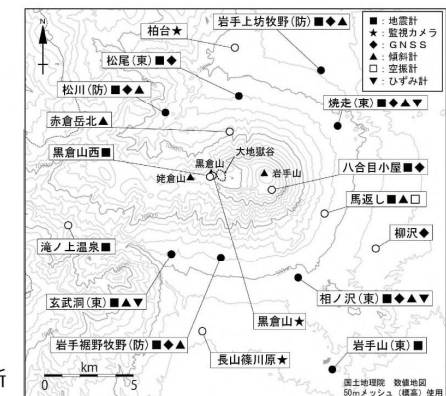 N
■：地震計
★：監視カメラ
◆：ＧＮＳＳ
▲：傾斜計
□：空振計
▼：ひずみ計
柏台★
岩手上坊牧野(防)■◆▲
松尾(東)■◆
松川(防)■◆▲
焼走(東)■◆▲▼
赤倉岳北▲
黒倉山西■
黒倉山
大地獄谷
姥倉山
岩手山
八合目小屋■◆
馬返し■▲□
柳沢◆
滝ノ上温泉■
玄武洞(東)■▲▼
相ノ沢(東)■◆▲▼
黒倉山★
岩手裾野牧野(防)■◆▲
長山篠川原★
岩手山(東)■
km
0 5
国土地理院 数値地図
50ｍメッシュ(標高)使用
所